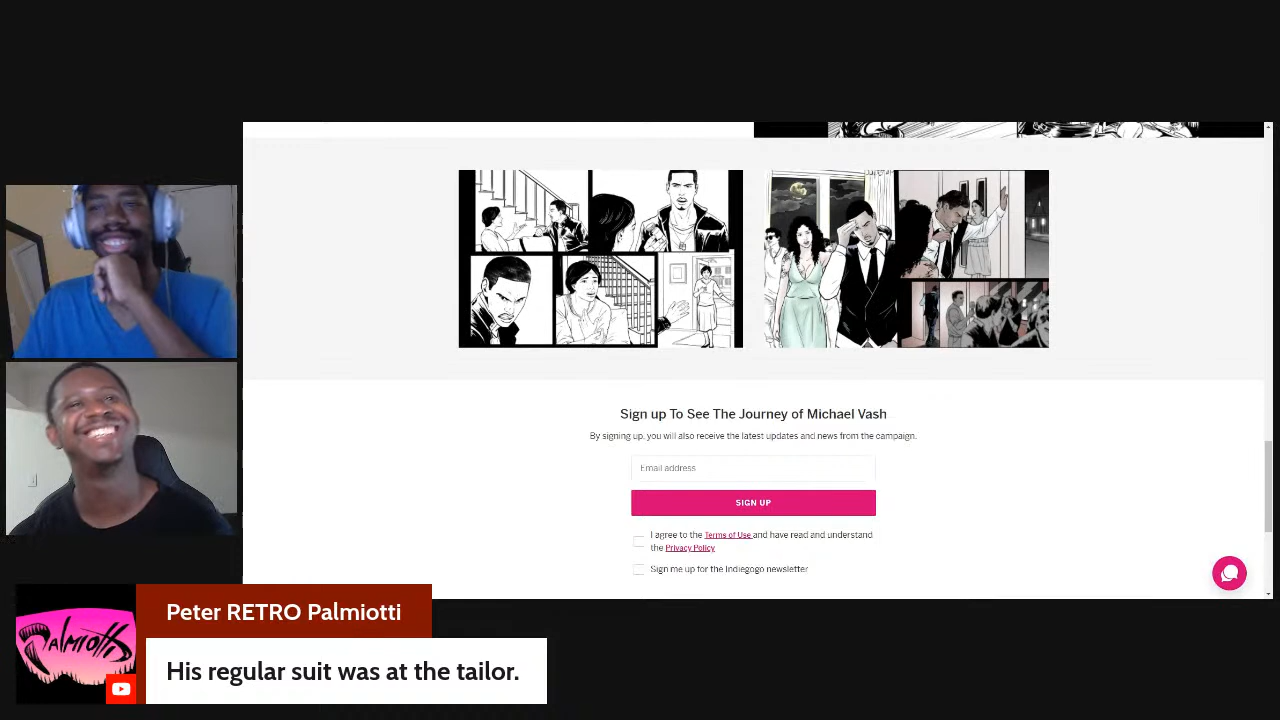 Sign up To See The Journey of Michael Vash
By signing up, you will also receive the latest updates and news from the campaign.
Email address
SIGN UP
I agree to the Terms of Use and have read and understand
the Privacy Policy
Sign me up for the Indiegogo newsletter
Peter RETRO Palmiotti
Palmiotti
His regular suit was at the tailor.